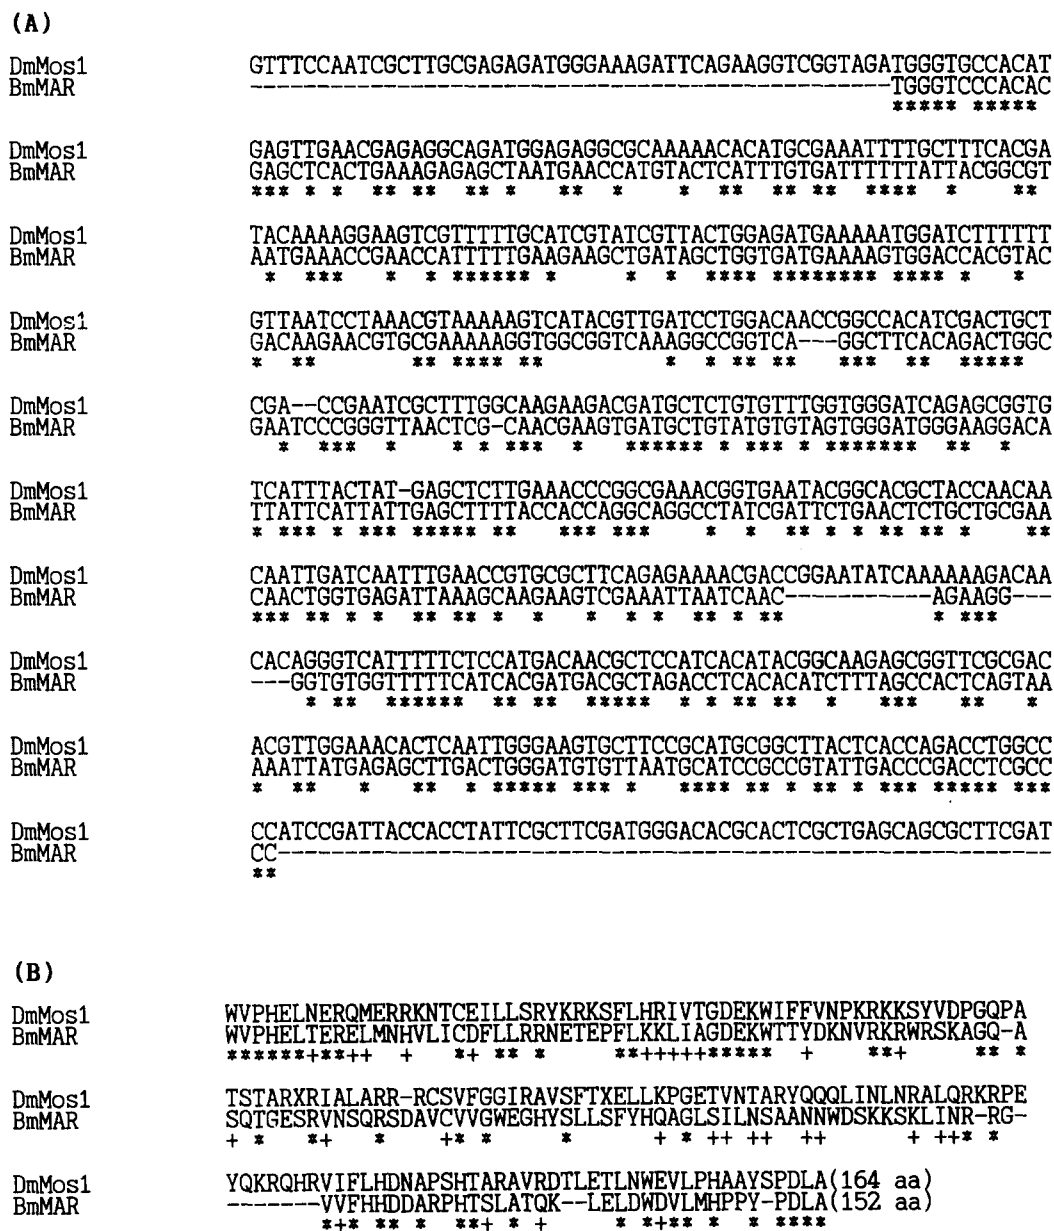 (A)
DmMos1 GTTTCCAATCGCTTGCGAGAGATGGGAAAGATTCAGAAGGTCGGTAGATGGGTGCCACAT
BmMAR ------------------------------------------------TGGGTCCCACAC
***** *****
DmMos1 GAGTTGAACGAGAGGCAGATGGAGAGGCGCAAAAACACATGCGAAATTTTGCTTTCACGA
BmMAR GAGCTCACTGAAAGAGAGCTAATGAACCATGTACTCATTTGTGATTTTTTATTACGGCGT
*** * * ** * ** * ** * * * ** * ** **** * * **
DmMos1 TACAAAAGGAAGTCGTTTTTGCATCGTATCGTTACTGGAGATGAAAAATGGATCTTTTTT
BmMAR AATGAAACCGAACCATTTTTGAAGAAGCTGATAGCTGGTGATGAAAAGTGGACCACGTAC
* *** * ****** * * * *** ******* **** * *
DmMos1 GTTAATCCTAAACGTAAAAAGTCATACGTTGATCCTGGACAACCGGCCACATCGACTGCT
BmMAR GACAAGAACGTGCGAAAAAGGTGGCGGTCAAAGGCCGGTCA---GGCTTCACAGACTGGC
* ** ** **** ** * * ** ** *** ** *****
DmMos1 CGA--CCGAATCGCTTTGGCAAGAAGACGATGCTCTGTGTTTGGTGGGATCAGAGCGGTG
BmMAR GAATCCCGGGTTAACTCG-CAACGAAGTGATGCTGTATGTGTAGTGGGATGGGAAGGACA
* *** * * *** * ****** * *** * ****** ** *
DmMos1 TCATTTACTAT-GAGCTCTTGAAACCCGGCGAAACGGTGAATACGGCACGCTACCAACAA
BmMAR TTATTCATTATTGAGCTTTTACCACCAGGCAGGCCTATCGATTCTGAACTCTGCTGCGAA
* ** * *** ***** ** *** *** * * ** * * ** ** * **
DmMos1 CAATTGATCAATTTGAACCGTGCGCTTCAGAGAAAACGACCGGAATATCAAAAAAGACAA
BmMAR CAACTGGTGAGATTAAAGCAAGAAGTCGAAATTAATCAAC----------AGAAGG---
*** ** * * ** ** * * * * * ** * ** * ***
DmMos1 CACAGGGTCATTTTTCTCCATGACAACGCTCCATCACATACGGCAAGAGCGGTTCGCGAC
BmMAR ---GGTGTGGTTTTTCATCACGATGACGCTAGACCTCACACATCTTTAGCCACTCAGTAA
* ** ****** ** ** ***** * * ** ** * *** ** *
DmMos1 ACGTTGGAAACACTCAATTGGGAAGTGCTTCCGCATGCGGCTTACTCACCAGACCTGGCC
BmMAR AAATTATGAGAGCTTGACTGGGATGTGTTAATGCATCCGCCGTATTGACCCGACCTCGCC
* ** * ** * ***** *** * **** ** * ** * *** ***** ***
DmMos1 CCATCCGATTACCACCTATTCGCTTCGATGGGACACGCACTCGCTGAGCAGCGCTTCGAT
BmMAR CC----------------------------------------------------------
**
(B)
DmMos1 WVPHELNERQMERRKNTCEILLSRYKRKSFLHRIVTGDEKWIFFVNPKRKKSYVDPGQPA
BmMAR WVPHELTERELMNHVLICDFLLRRNETEPFLKKLIAGDEKWTTYDKNVRKRWRSKAGQ-A
******+**++ + *+ ** * **+++++***** + **+ ** *
DmMos1 TSTARXRIALARR-RCSVFGGIRAVSFTXELLKPGETVNTARYQQQLINLNRALQRKRPE
BmMAR SQTGESRVNSQRSDAVCVVGWEGHYSLLSFYHQAGLSILNSAANNWDSKKSKLINR-RG-
+ * *+ * +* * * + * ++ ++ ++ + ++* *
DmMos1 YQKRQHRVIFLHDNAPSHTARAVRDTLETLNWEVLPHAAYSPDLA(164 aa)
BmMAR -------VVFHHDDARPHTSLATQK--LELDWDVLMHPPY-PDLA(152 aa)
*+* ** * **+ * + * *+** * * ****